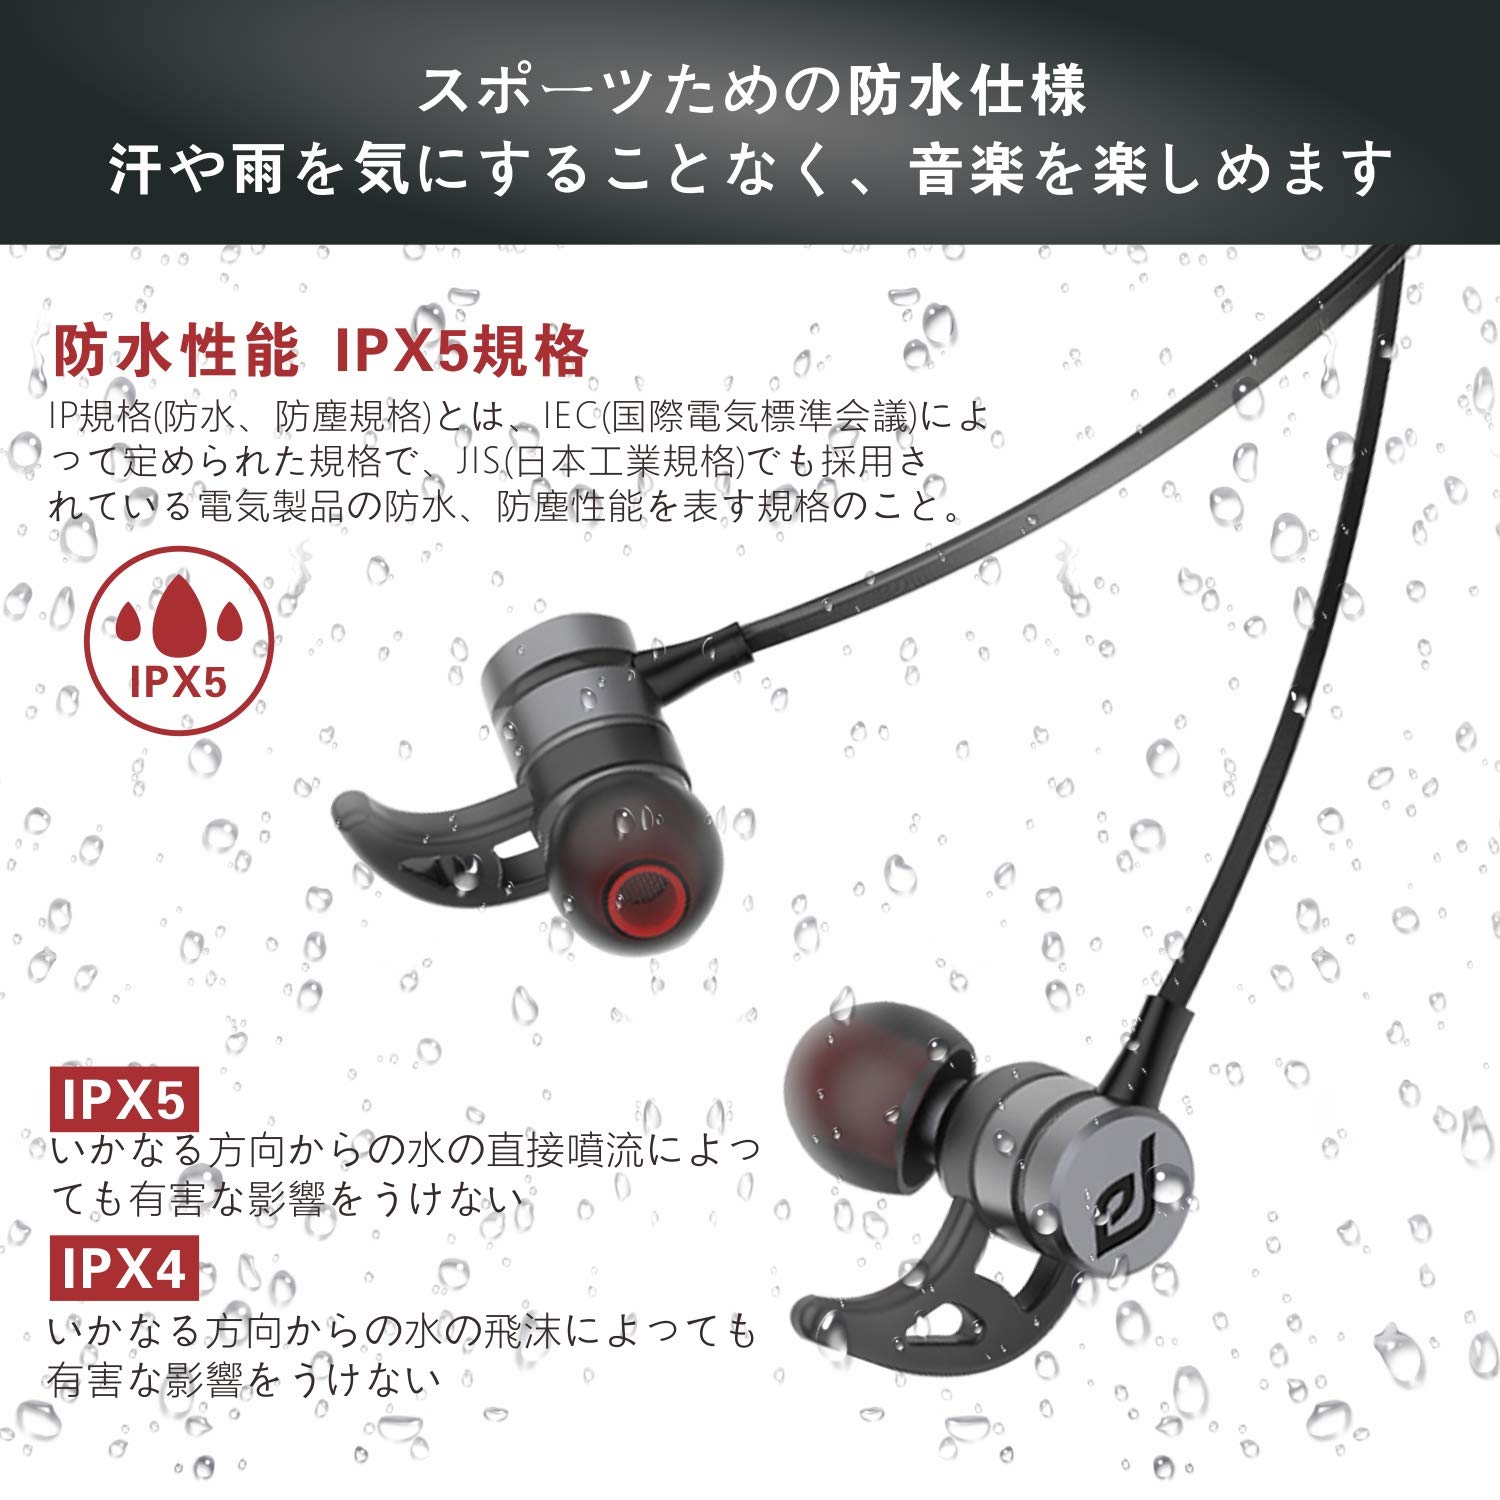 スポーツための防水仕様
汗や雨を気にすることなく、音楽を楽しめます
防水性能 IPX5規格
IP規格(防水、防塵規格)とは、IEC(国際電気標準会議)によ
って定められた規格で、JIS(日本工業規格)でも採用さ
れている電気製品の防水、防塵性能を表す規格のこと。
IPX5
IPX5
いかなる方向からの水の直接噴流によっ
ても有害な影響をうけない
IPX4
いかなる方向からの水の飛沫によっても
有害な影響をうけない